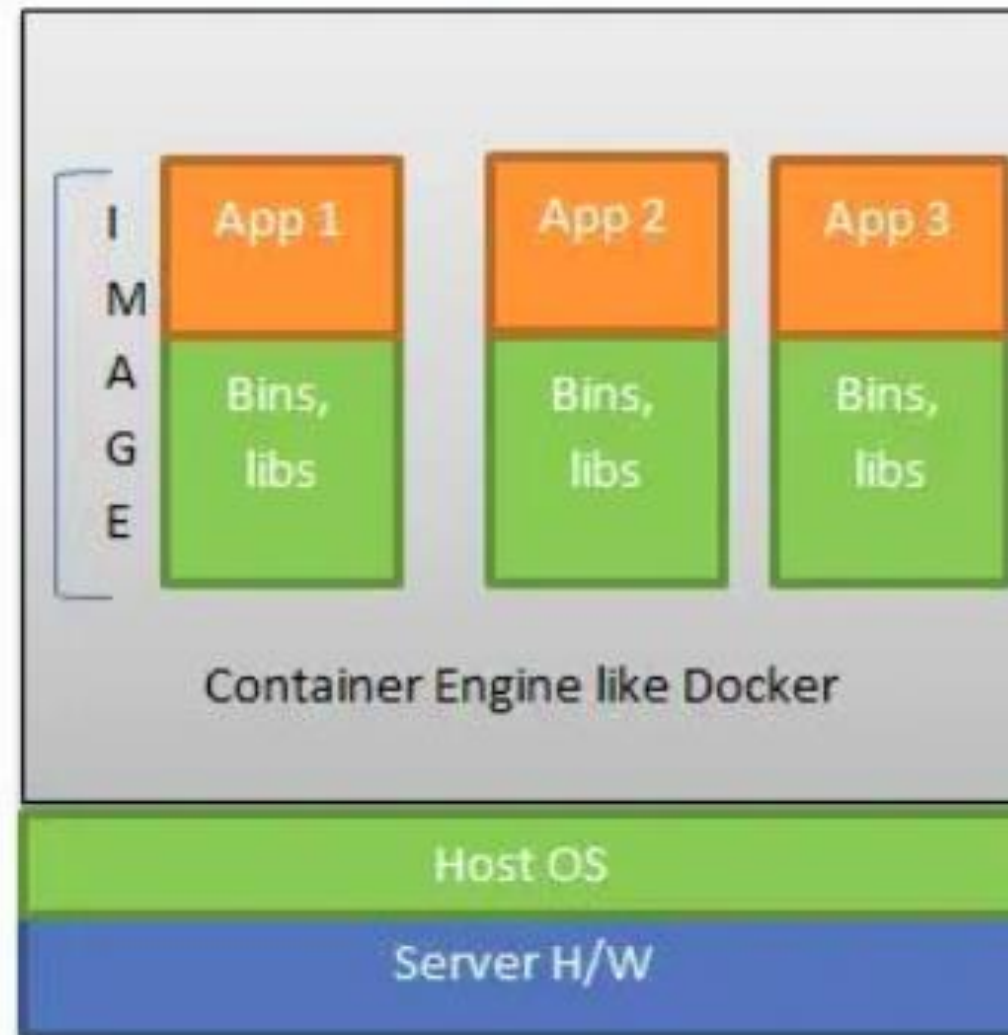 IMAGE
App 1
Bins,
libs
App 2
Bins,
libs
App 3
Bins,
libs
Container Engine like Docker
Host OS
Server H/W